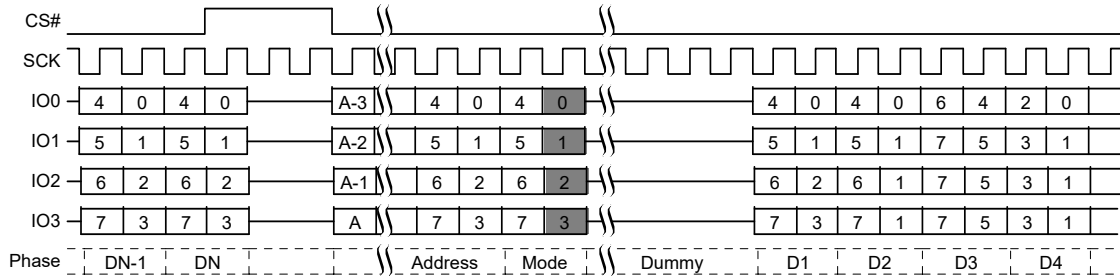 CS#
SCK
IO0 4 0 4 0 A-3 4 0 4 0 4 0 4 0 6 4 2 0
IO1 5 1 5 1 A-2 5 1 5 1 5 1 5 1 7 5 3 1
IO2 6 2 6 2 A-1 6 2 6 2 6 2 6 1 7 5 3 1
IO3 7 3 7 3 A 7 3 7 3 7 3 7 1 7 5 3 1
Phase DN-1 DN Address Mode Dummy D1 D2 D3 D4